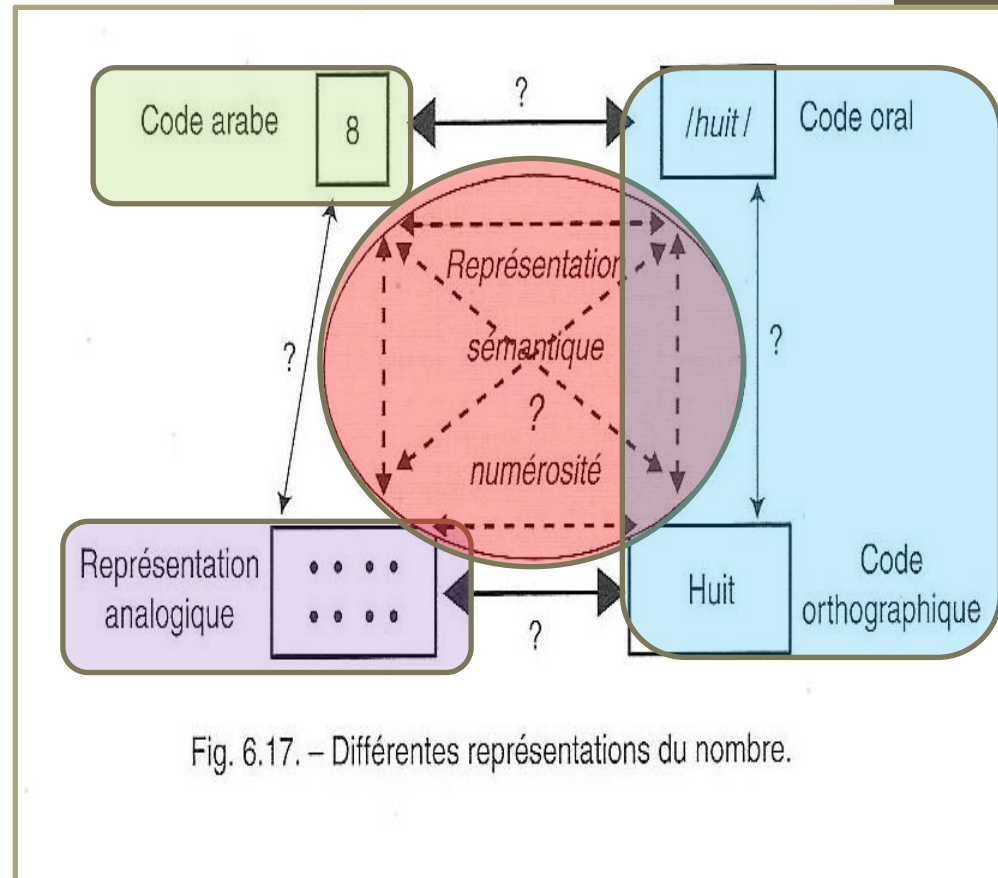 ?
Code arabe
8
/huit /
Code oral
Représentation
sémantique
?
numérosité
?
?
Représentation
analogique
Huit
Code
orthographique
?
Fig. 6.17. – Différentes représentations du nombre.